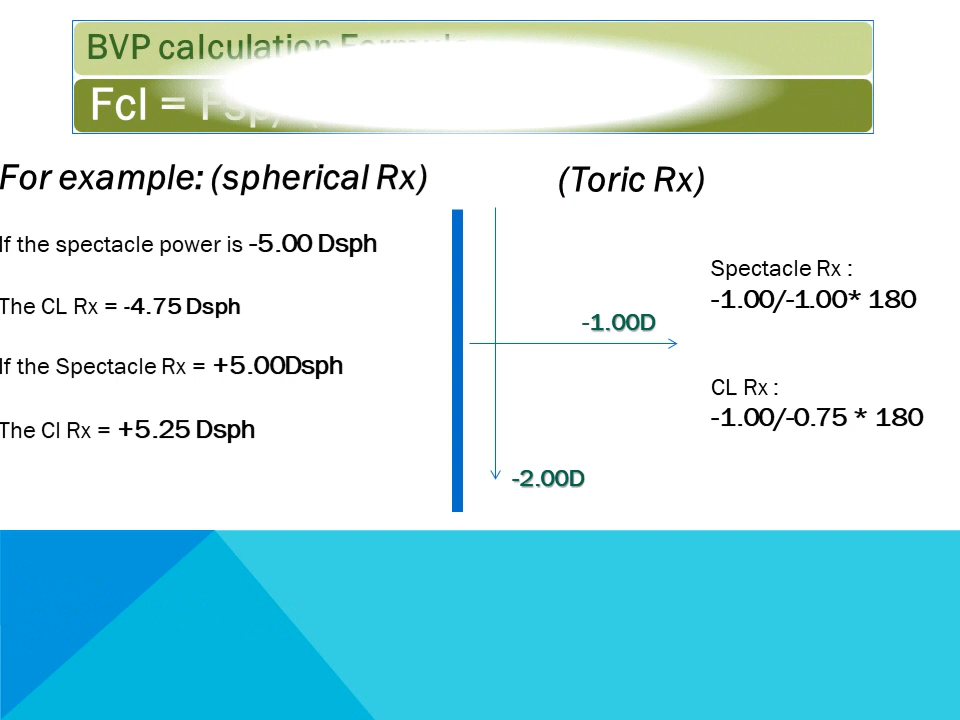 BVP calculation Formula
Fcl = Fsp/
For example: (spherical Rx)
(Toric Rx)
If the spectacle power is -5.00 Dsph
The CL Rx = -4.75 Dsph
If the Spectacle Rx = +5.00Dsph
The Cl Rx = +5.25 Dsph
-1.00D
-2.00D
Spectacle Rx :
-1.00/-1.00* 180
CL Rx :
-1.00/-0.75 * 180